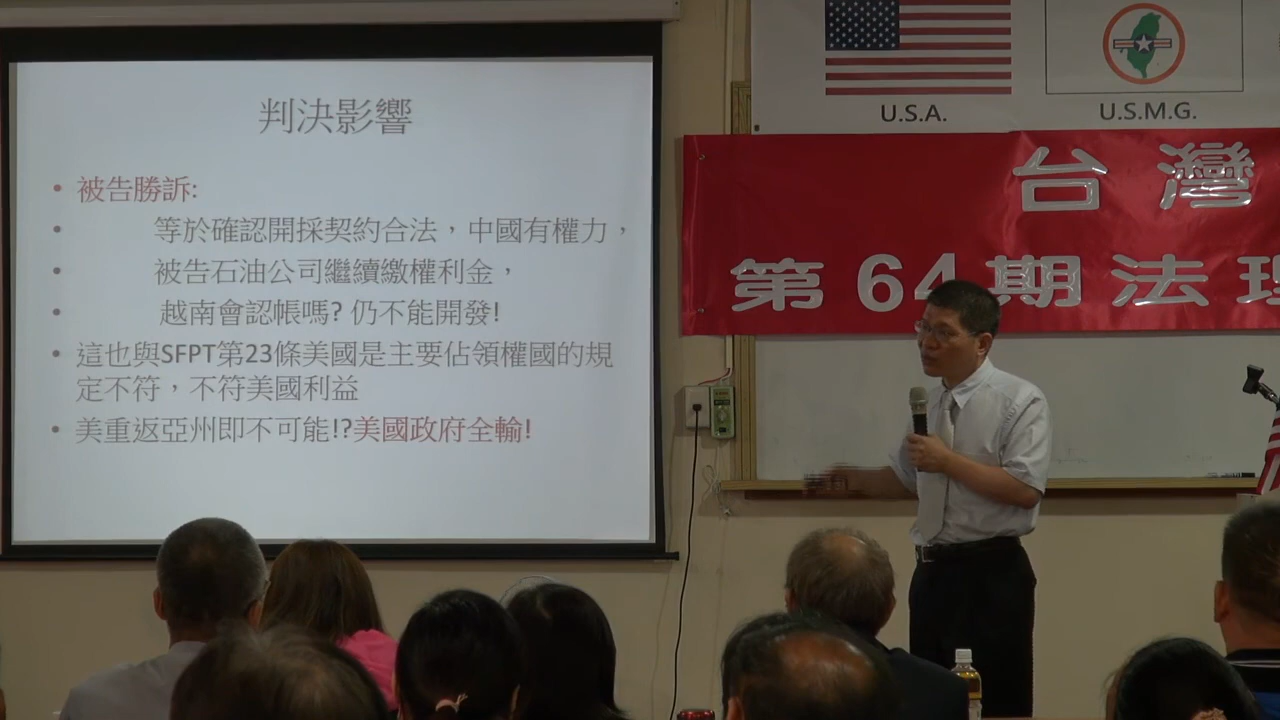 判決影響
• 被告勝訴:
• 等於確認開採契約合法，中國有權力，
• 被告石油公司繼續繳權利金，
• 越南會認帳嗎? 仍不能開發!
• 這也與SFPT第23條美國是主要佔領權國的規
定不符，不符美國利益
• 美重返亞州即不可能!?美國政府全輸!
U.S.A.
U.S.M.G.
台灣
第64期法理